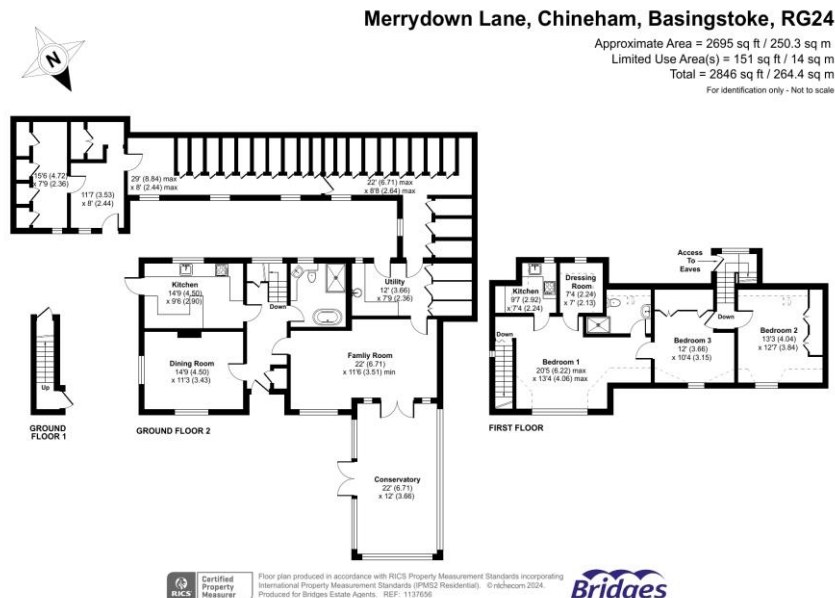 Merrydown Lane, Chineham, Basingstoke, RG24
Approximate Area = 2695 sq ft / 250.3 sq m
Limited Use Area(s) = 151 sq ft / 14 sq m
Total = 2846 sq ft / 264.4 sq m
For identification only - Not to scale
N
15'6 (4.72)
x 7'9 (2.36)
11'7 (3.53)
x 8' (2.44)
29' (8.84) max
x 8' (2.44) max
22' (6.71) max
x 8'8 (2.64) max
Kitchen
14'9 (4.50)
x 9'6 (2.90)
Down
Utility
12' (3.66)
x 7'9 (2.36)
Dining Room
14'9 (4.50)
x 11'3 (3.43)
Family Room
22' (6.71)
x 11'6 (3.51) min
Conservatory
22' (6.71)
x 12' (3.66)
Up
GROUND
FLOOR 1
GROUND FLOOR 2
Access
To
Eaves
Kitchen
9'7 (2.92)
x 7'4 (2.24)
Dressing
Room
7'4 (2.24)
x 7' (2.13)
Down
Down
Bedroom 1
20'5 (6.22) max
x 13'4 (4.06) max
Bedroom 3
12' (3.66)
x 10'4 (3.15)
Bedroom 2
13'3 (4.04)
x 12'7 (3.84)
FIRST FLOOR
RICS
Certified
Property
Measurer
Floor plan produced in accordance with RICS Property Measurement Standards incorporating
International Property Measurement Standards (IPMS2 Residential). © nichecom 2024.
Produced for Bridges Estate Agents. REF: 1137656
Bridges